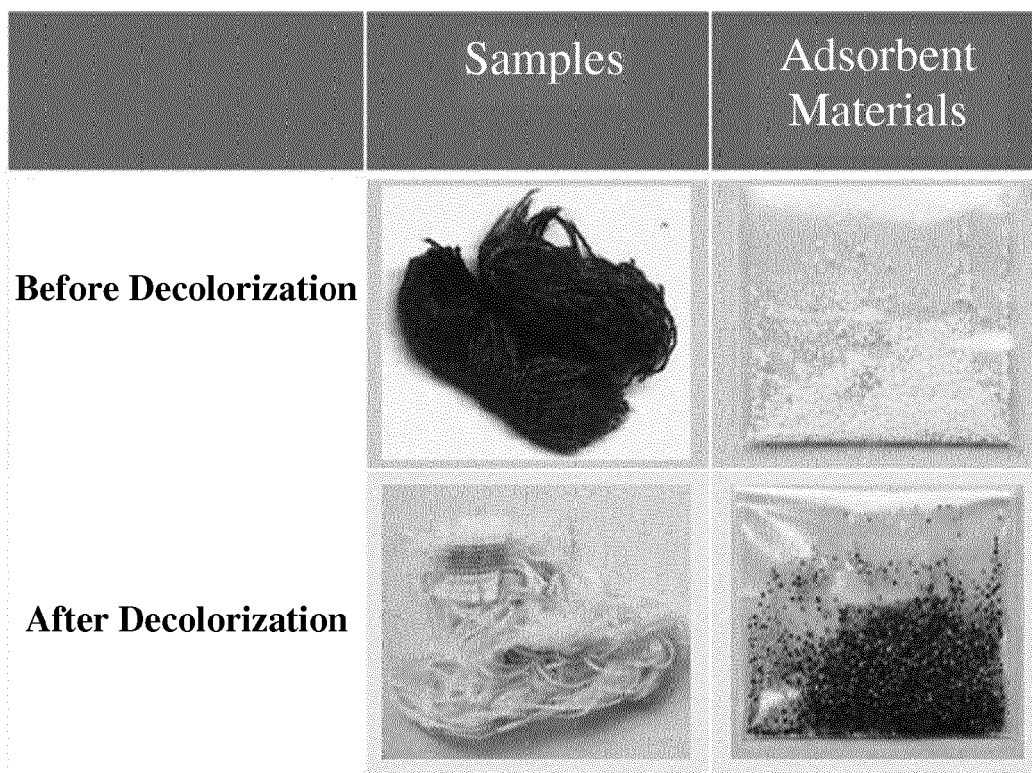 Samples
Adsorbent
Materials
Before Decolorization
After Decolorization